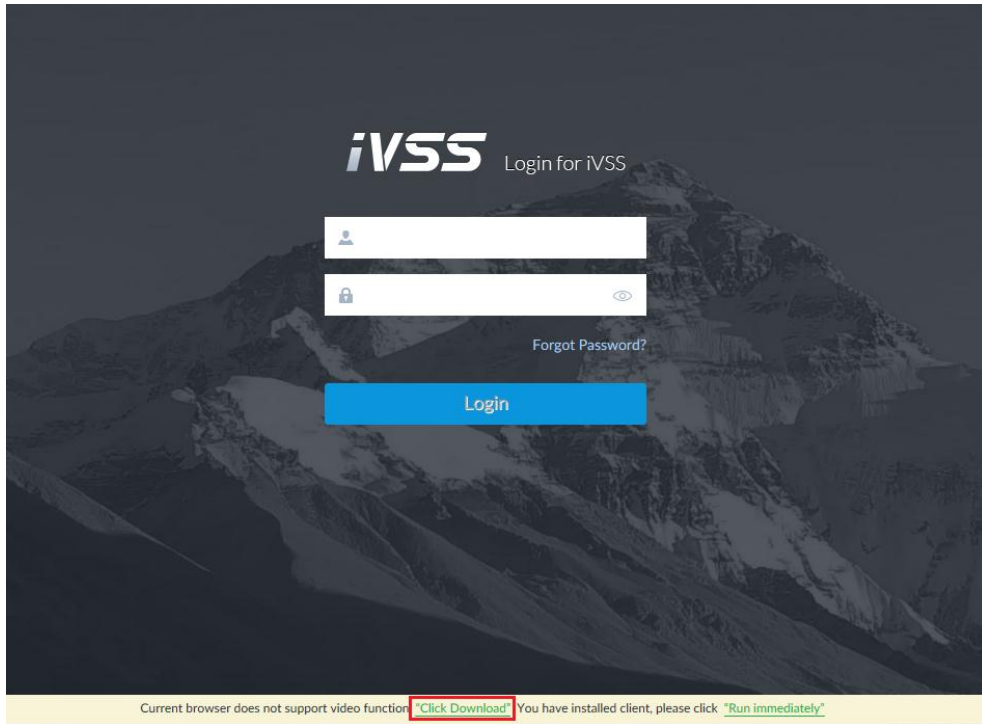 iVSS Login for iVSS
Forgot Password?
Login
Current browser does not support video function "Click Download" You have installed client, please click "Run immediately"